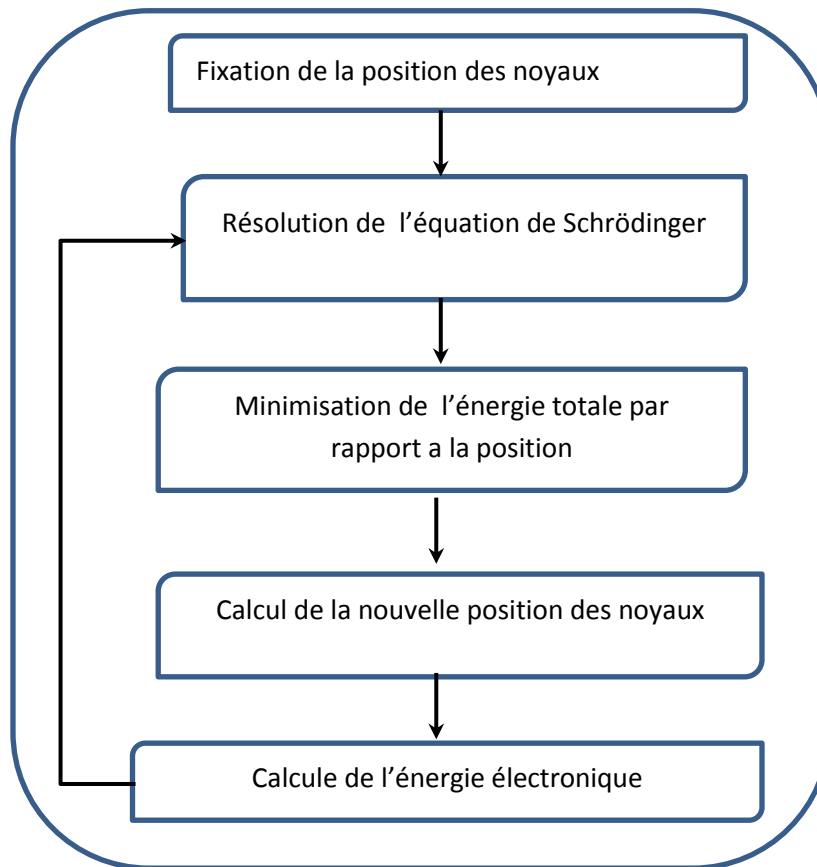 Fixation de la position des noyaux
Résolution de l'équation de Schrödinger
Minimisation de l'énergie totale par
rapport a la position
Calcul de la nouvelle position des noyaux
Calcule de l'énergie électronique